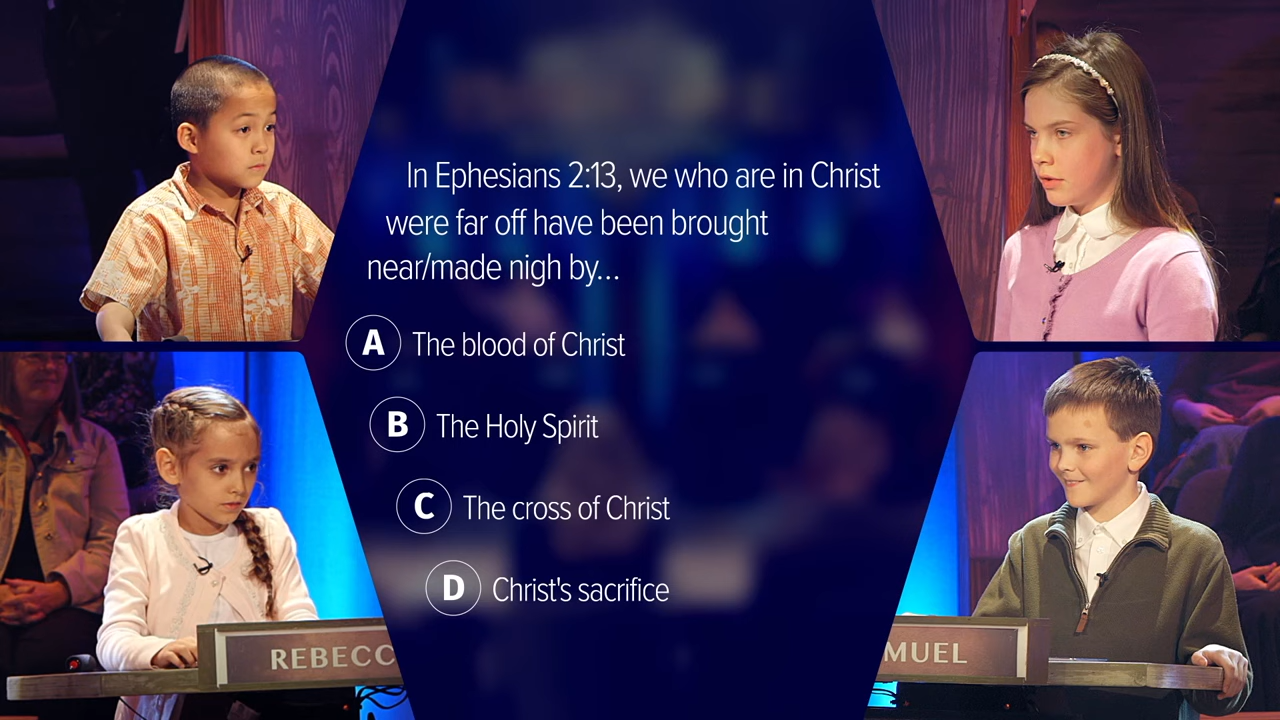 In Ephesians 2:13, we who are in Christ
were far off have been brought
near/made nigh by...
A The blood of Christ
B The Holy Spirit
C The cross of Christ
D Christ's sacrifice
REBECC
MUEL